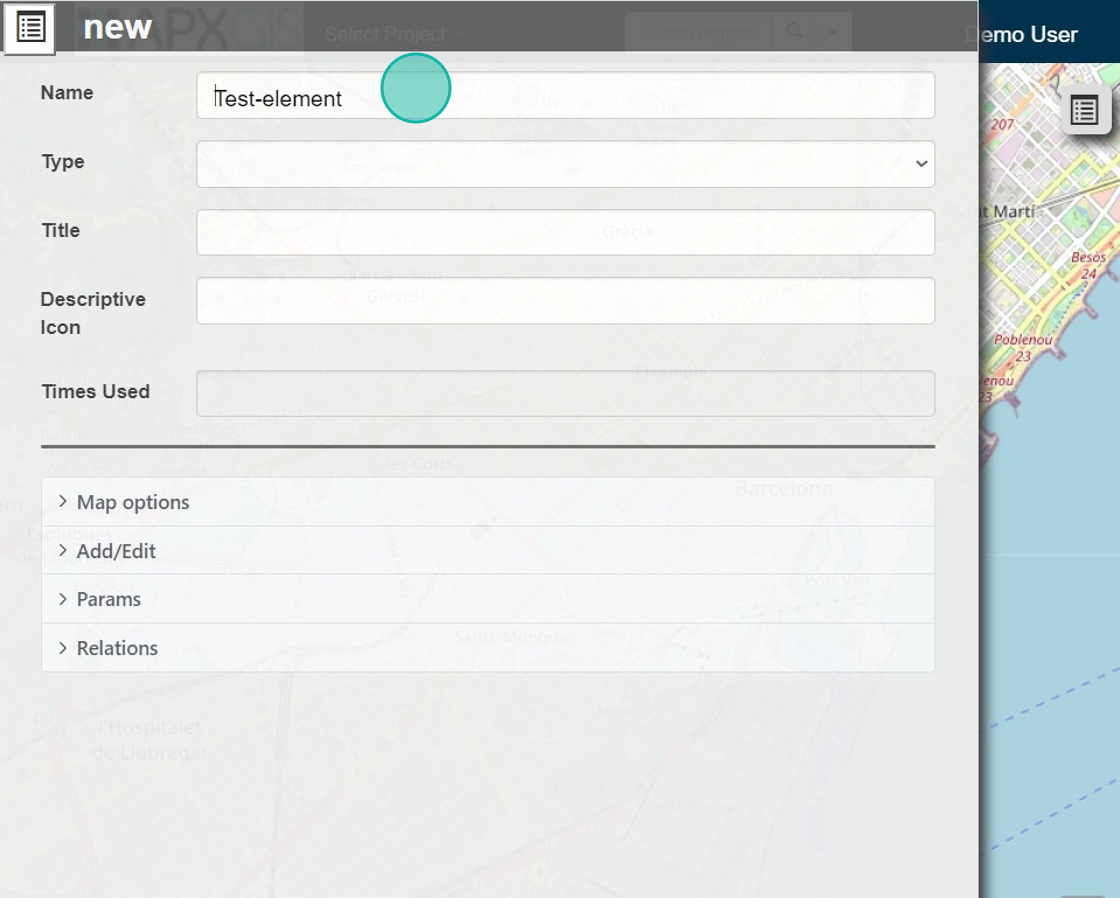 new
MAPXGIS
Select Project
Search element
Demo User
Name
Test-element
Type
Title
Descriptive
Icon
Times Used
Map options
Add/Edit
Params
Relations
207
Sant Martí
Besòs
24
Poblenou
23
Gràcia
Sarrià - Sant
Gervasi
Eixample
les Corts
Barcelona
Esplugues
de Llobregat
Port Vell
Sants-Montjuïc
l'Hospitalet
de Llobregat